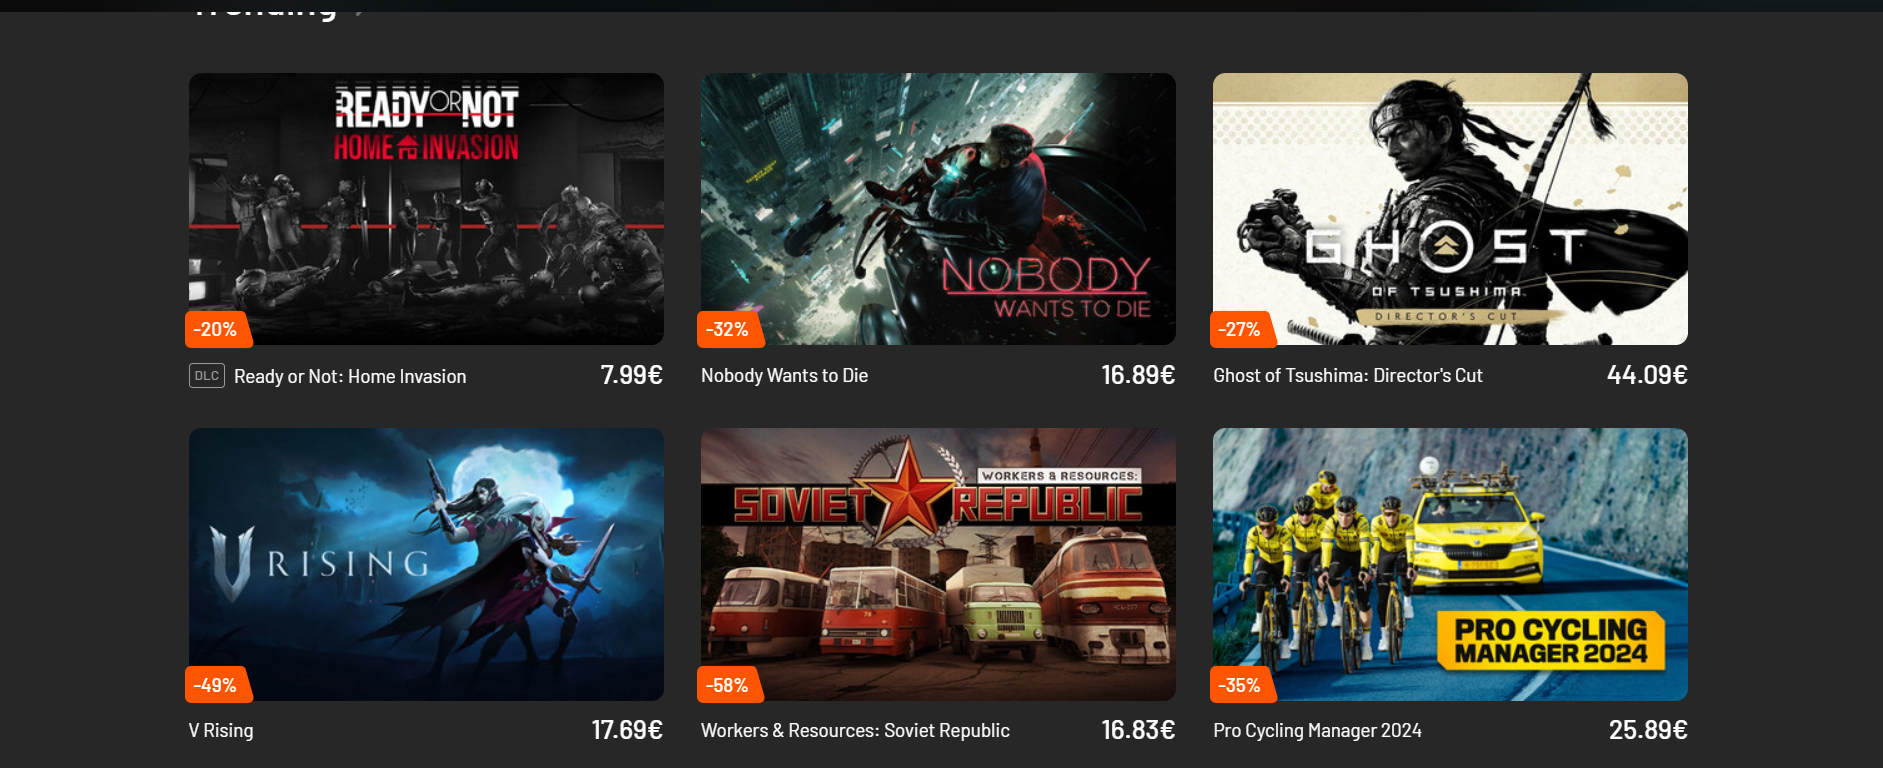 Trending
READY OR NOT
HOME INVASION
-20%
DLC Ready or Not: Home Invasion 7.99€
NOBODY
WANTS TO DIE
-32%
Nobody Wants to Die 16.89€
GHOST
OF TSUSHIMA
DIRECTOR'S CUT
-27%
Ghost of Tsushima: Director's Cut 44.09€
V RISING
-49%
V Rising 17.69€
WORKERS & RESOURCES:
SOVIET REPUBLIC
-58%
Workers & Resources: Soviet Republic 16.83€
PRO CYCLING
MANAGER 2024
-35%
Pro Cycling Manager 2024 25.89€